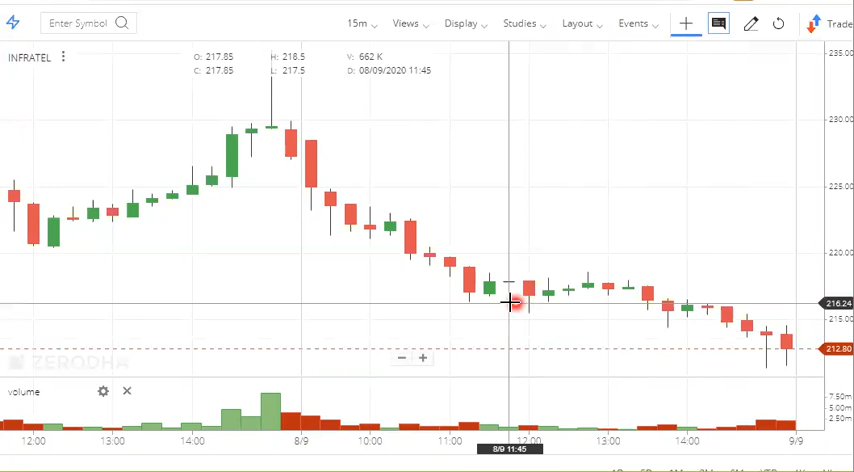 Enter Symbol 15m Views Display Studies Layout Events Trade
INFRATEL O: 217.85 H: 218.5 V: 662 K
C: 217.85 L: 217.5 D: 08/09/2020 11:45
235.00
230.00
225.00
220.00
216.24
215.00
212.80
ZERODHA
volume
7.50m
5.00m
2.50m
12:00 13:00 14:00 8/9 10:00 11:00 12:00 13:00 14:00 9/9
8/9 11:45